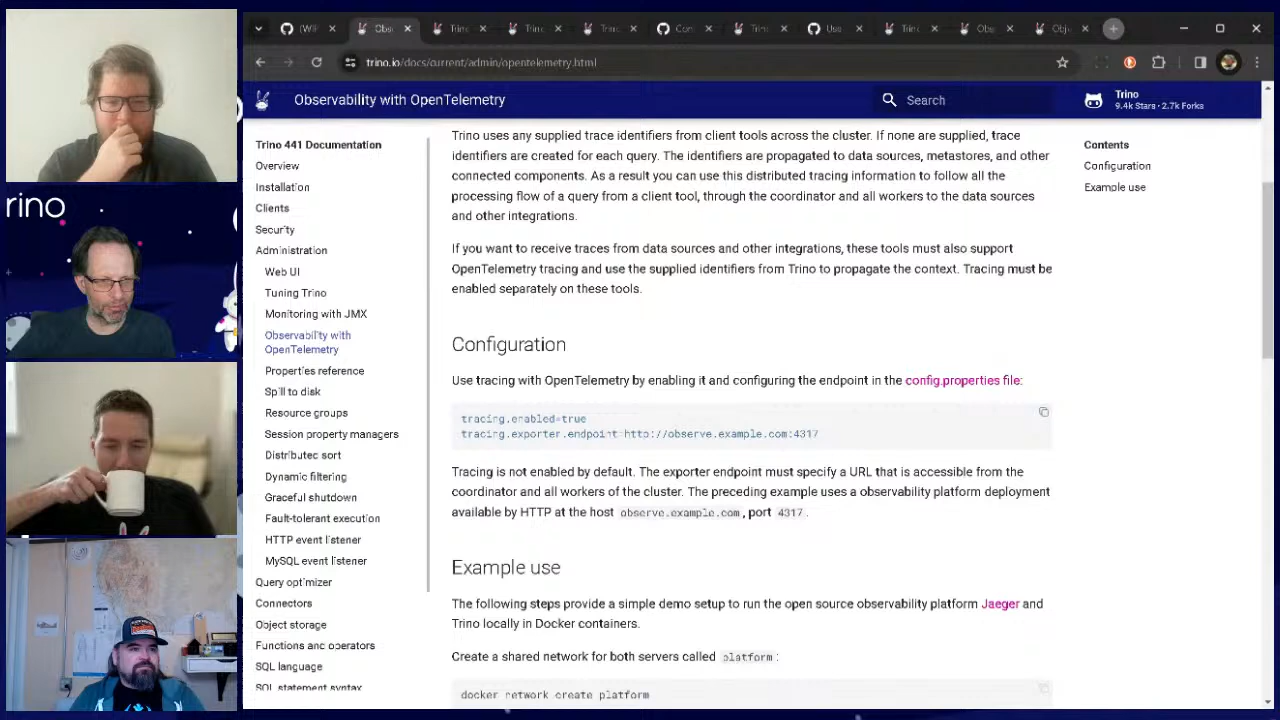 (WIF
Obs
Trino
Trino
Trino
Con
Trino
Use
Trino
Obs
Obje
trino.io/docs/current/admin/opentelemetry.html
Observability with OpenTelemetry
Search
Trino
9.4k Stars · 2.7k Forks
rino
Trino 441 Documentation
Overview
Installation
Clients
Security
Administration
Web UI
Tuning Trino
Monitoring with JMX
Observability with
OpenTelemetry
Properties reference
Spill to disk
Resource groups
Session property managers
Distributed sort
Dynamic filtering
Graceful shutdown
Fault-tolerant execution
HTTP event listener
MySQL event listener
Query optimizer
Connectors
Object storage
Functions and operators
SQL language
SQL statement syntax
Trino uses any supplied trace identifiers from client tools across the cluster. If none are supplied, trace
identifiers are created for each query. The identifiers are propagated to data sources, metastores, and other
connected components. As a result you can use this distributed tracing information to follow all the
processing flow of a query from a client tool, through the coordinator and all workers to the data sources
and other integrations.
If you want to receive traces from data sources and other integrations, these tools must also support
OpenTelemetry tracing and use the supplied identifiers from Trino to propagate the context. Tracing must be
enabled separately on these tools.
Configuration
Use tracing with OpenTelemetry by enabling it and configuring the endpoint in the config.properties file:
tracing.enabled=true
tracing.exporter.endpoint=http://observe.example.com:4317
Tracing is not enabled by default. The exporter endpoint must specify a URL that is accessible from the
coordinator and all workers of the cluster. The preceding example uses a observability platform deployment
available by HTTP at the host observe.example.com, port 4317.
Example use
The following steps provide a simple demo setup to run the open source observability platform Jaeger and
Trino locally in Docker containers.
Create a shared network for both servers called platform:
docker network create platform
Contents
Configuration
Example use